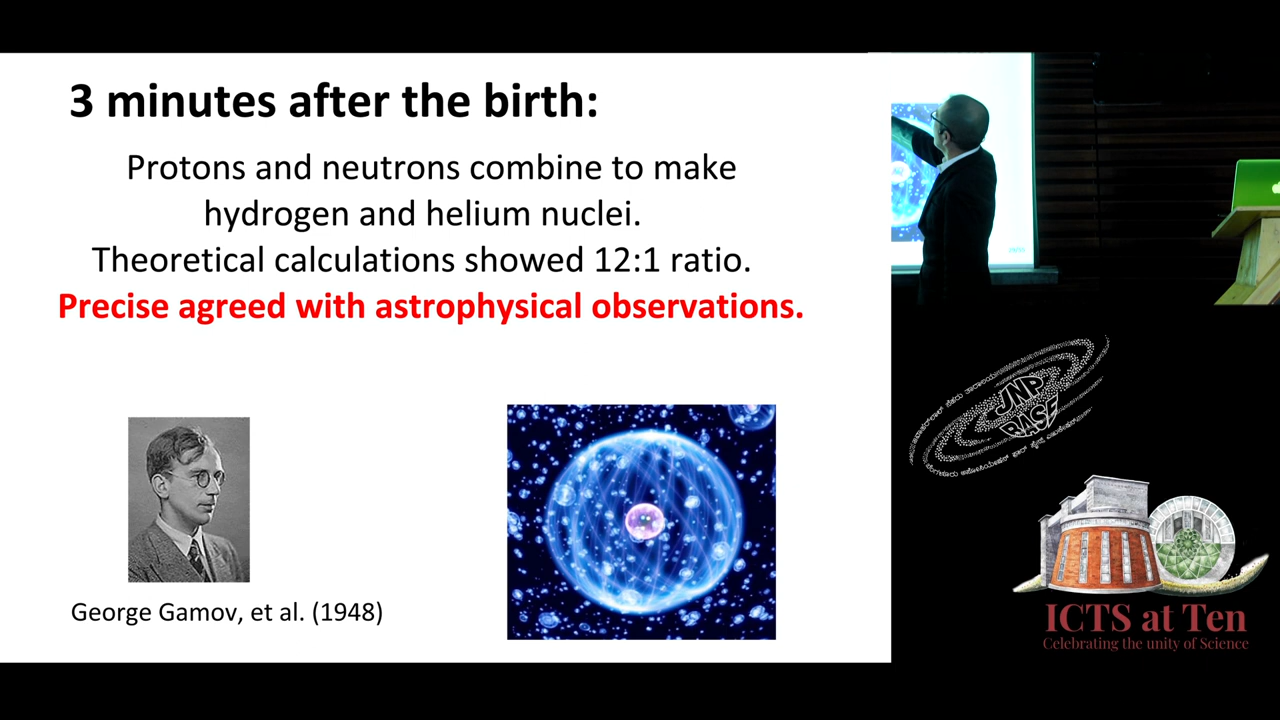 3 minutes after the birth:
Protons and neutrons combine to make
hydrogen and helium nuclei.
Theoretical calculations showed 12:1 ratio.
Precise agreed with astrophysical observations.
George Gamov, et al. (1948)
JNP
BASE
ICTS at Ten
Celebrating the unity of Science